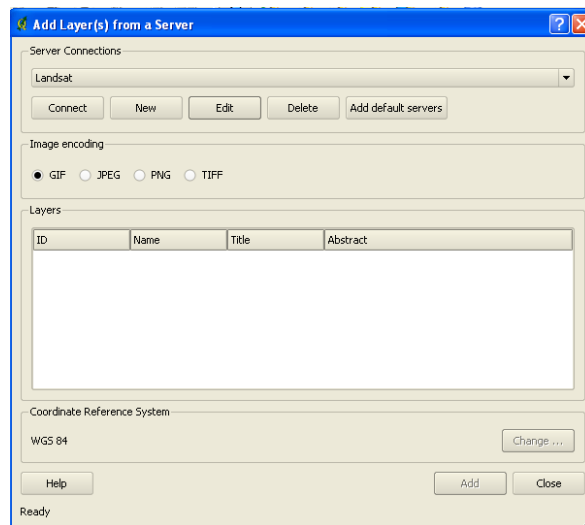 Add Layer(s) from a Server
Server Connections
Landsat
Connect New Edit Delete Add default servers
Image encoding
GIF JPEG PNG TIFF
Layers
ID Name Title Abstract
Coordinate Reference System
WGS 84 Change ...
Help Add Close
Ready